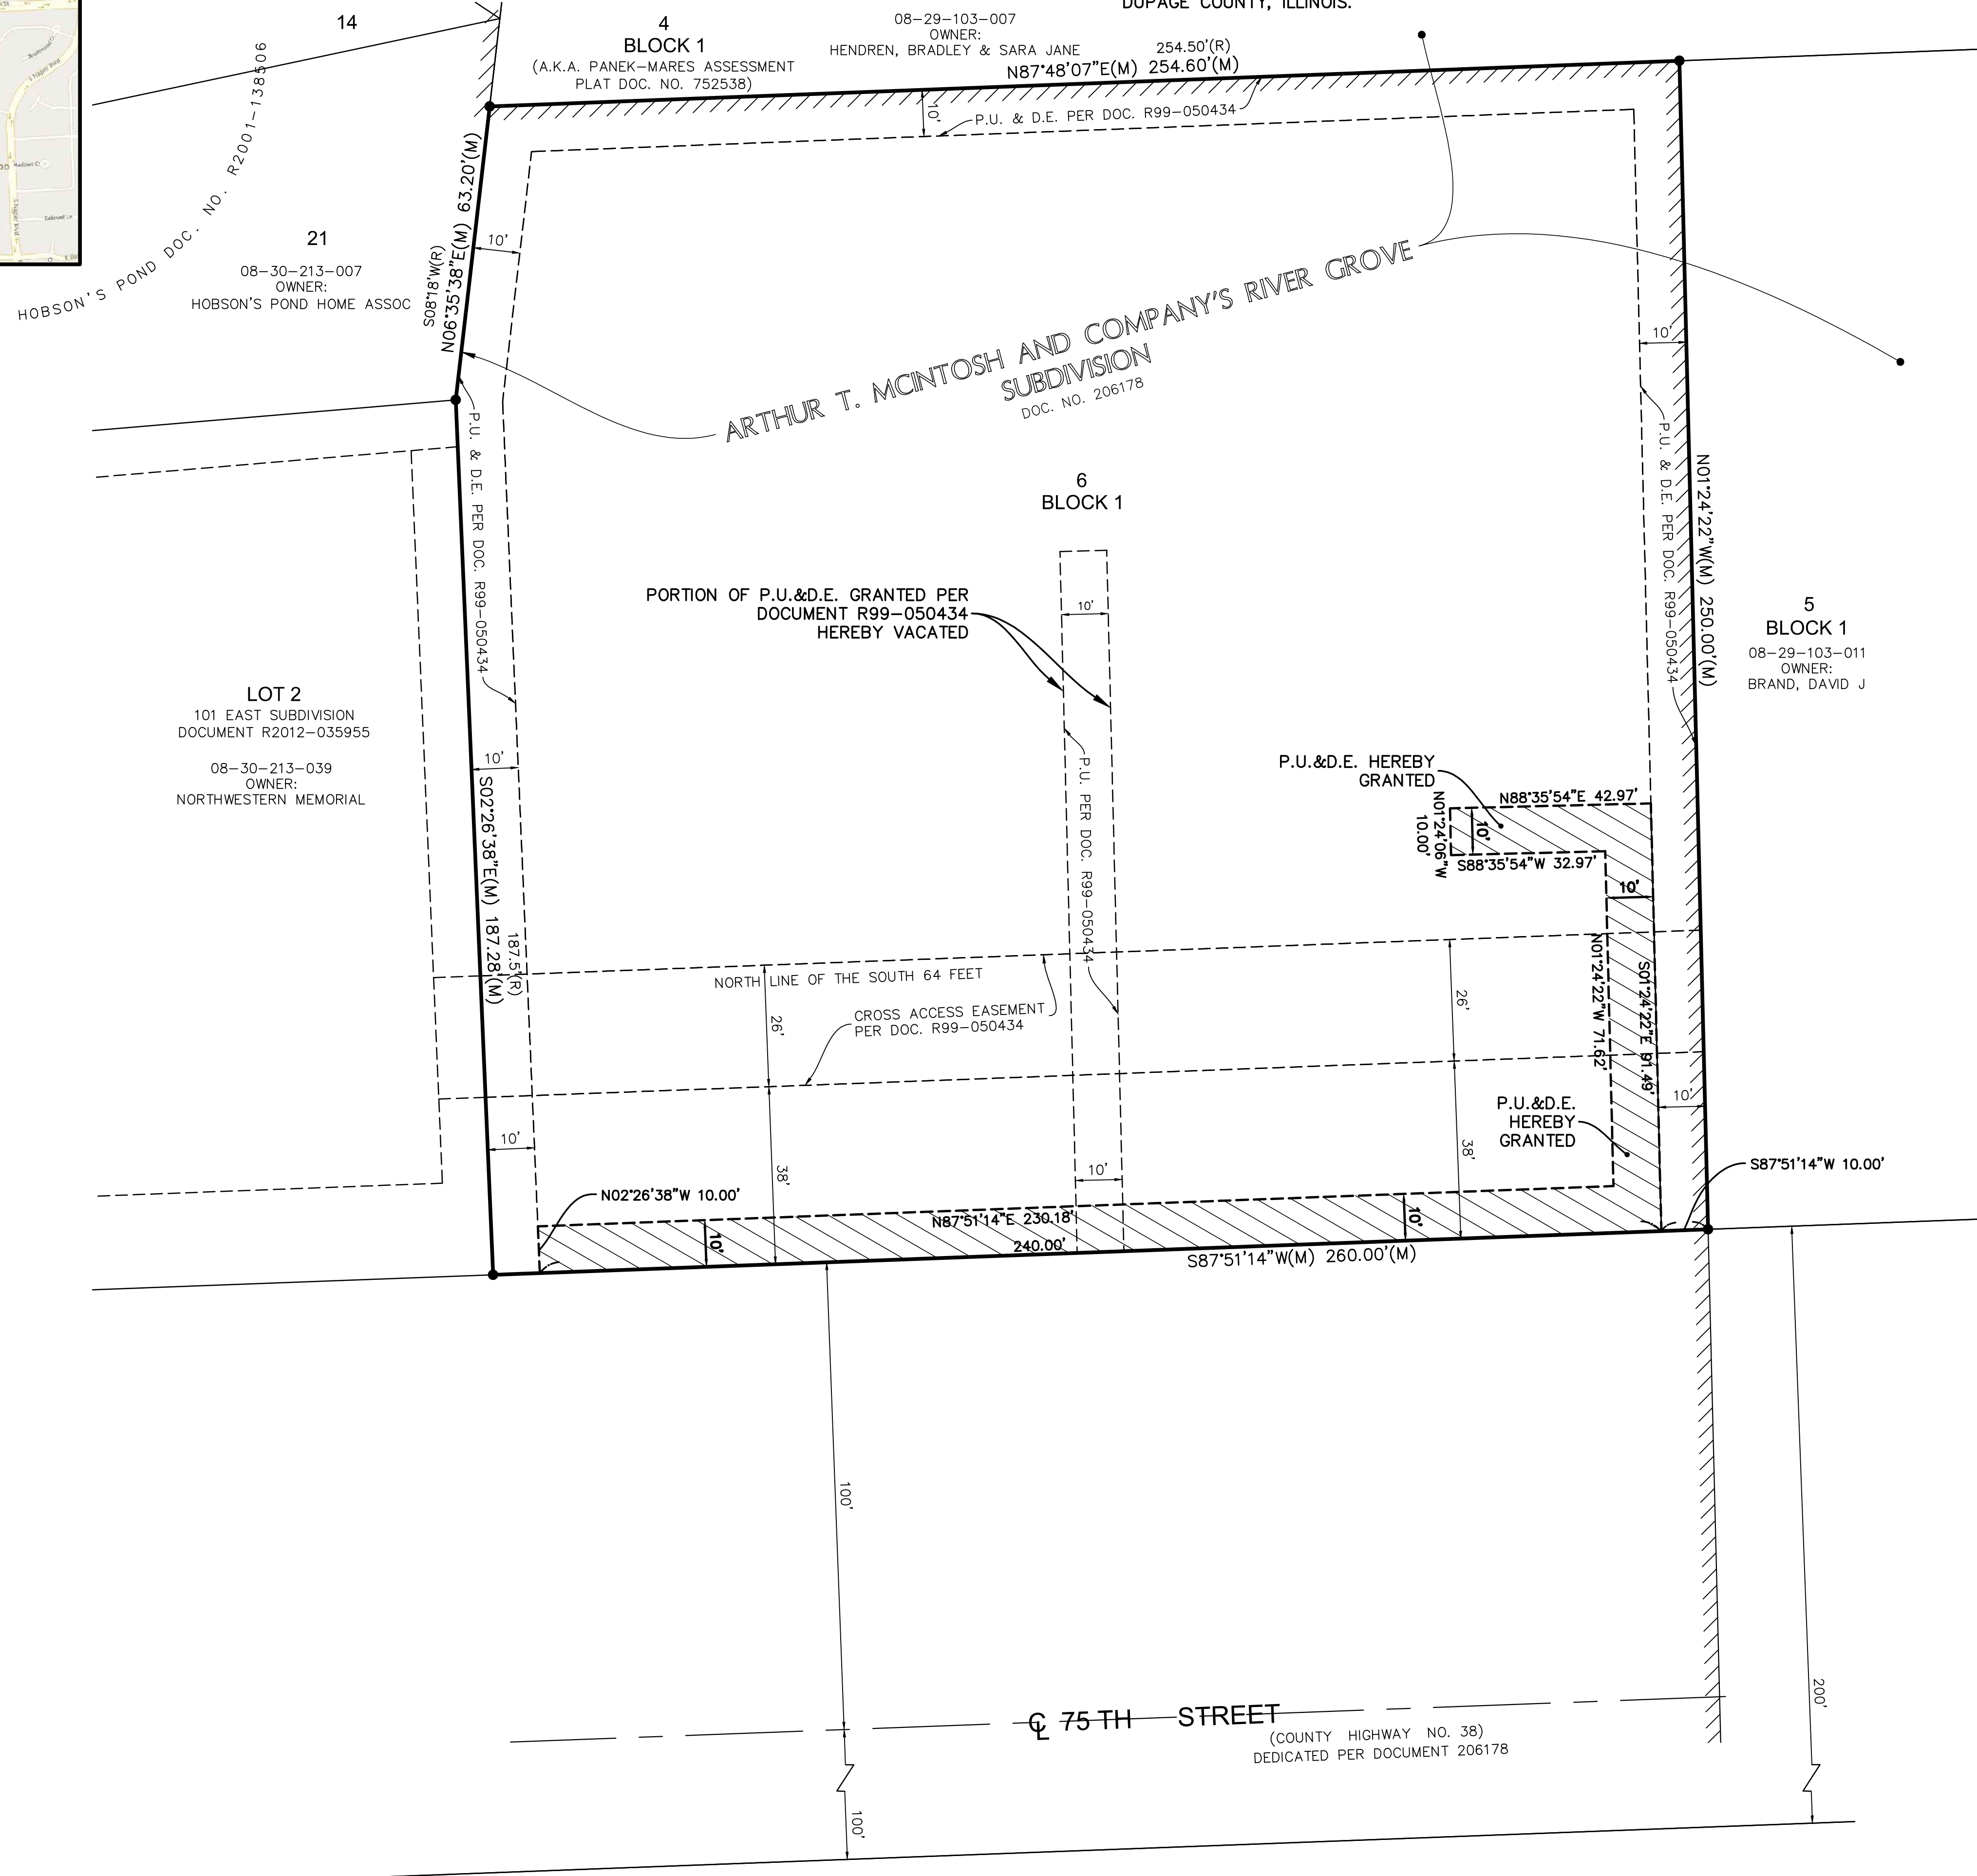 DUPAGE COUNTY, ILLINOIS.
14
4
BLOCK 1
(A.K.A. PANEK-MARES ASSESSMENT
PLAT DOC. NO. 752538)
08-29-103-007
OWNER:
HENDREN, BRADLEY & SARA JANE
254.50'(R)
N87°48'07"E(M) 254.60'(M)
10'
P.U. & D.E. PER DOC. R99-050434
HOBSON'S POND DOC. NO. R2001-138506
21
08-30-213-007
OWNER:
HOBSON'S POND HOME ASSOC
S08°18'W(R)
N06°35'38"E(M) 63.20'(M)
10'
ARTHUR T. MCINTOSH AND COMPANY'S RIVER GROVE
SUBDIVISION
DOC. NO. 206178
10'
P.U. & D.E. PER DOC. R99-050434
P.U. & D.E. PER DOC. R99-050434
N01°24'22"W(M) 250.00'(M)
6
BLOCK 1
PORTION OF P.U.&D.E. GRANTED PER
DOCUMENT R99-050434
HEREBY VACATED
10'
5
BLOCK 1
08-29-103-011
OWNER:
BRAND, DAVID J
LOT 2
101 EAST SUBDIVISION
DOCUMENT R2012-035955
08-30-213-039
OWNER:
NORTHWESTERN MEMORIAL
10'
S02°26'38"E(M) 187.28'(M)
187.5'(R)
P.U. PER DOC. R99-050434
P.U.&D.E. HEREBY
GRANTED
N88°35'54"E 42.97'
N01°24'06"W
10.00'
10'
S88°35'54"W 32.97'
10'
N01°24'22"W 71.62'
S01°24'22"E 91.49'
NORTH LINE OF THE SOUTH 64 FEET
CROSS ACCESS EASEMENT
PER DOC. R99-050434
26'
26'
P.U.&D.E.
HEREBY
GRANTED
10'
10'
38'
10'
38'
S87°51'14"W 10.00'
N02°26'38"W 10.00'
N87°51'14"E 230.18'
10'
10'
240.00'
S87°51'14"W(M) 260.00'(M)
100'
200'
℄ 75TH STREET
(COUNTY HIGHWAY NO. 38)
DEDICATED PER DOCUMENT 206178
100'